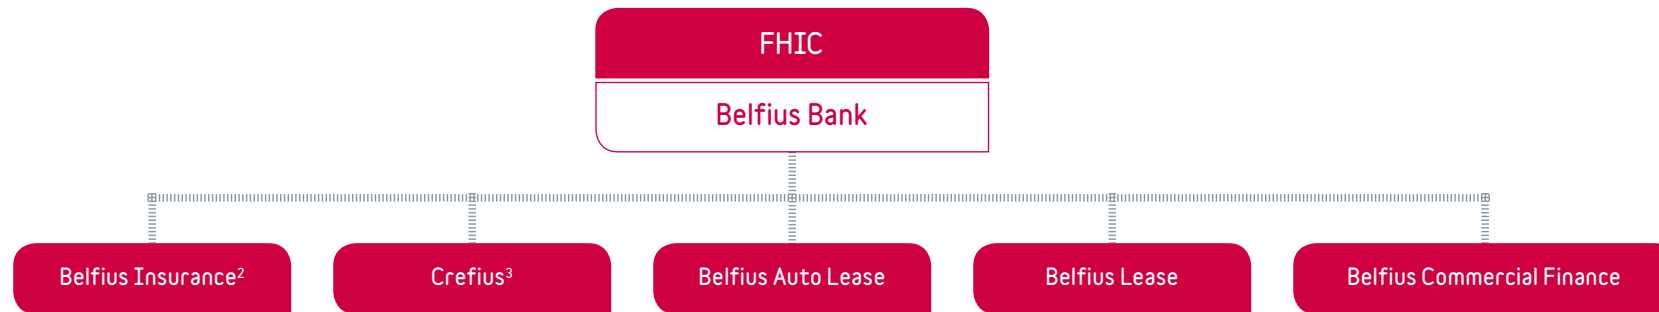 FHIC
Belfius Bank
Belfius Insurance²
Crefius³
Belfius Auto Lease
Belfius Lease
Belfius Commercial Finance